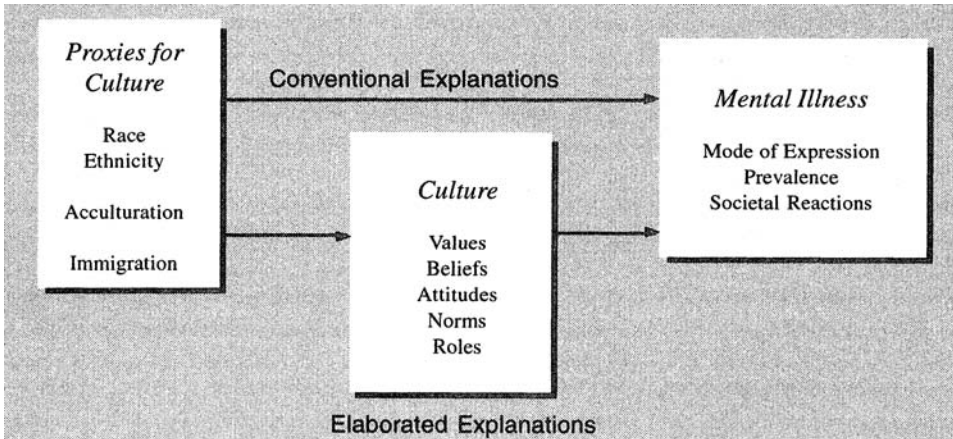 Proxies for
Culture
Race
Ethnicity
Acculturation
Immigration
Conventional Explanations
Culture
Values
Beliefs
Attitudes
Norms
Roles
Elaborated Explanations
Mental Illness
Mode of Expression
Prevalence
Societal Reactions